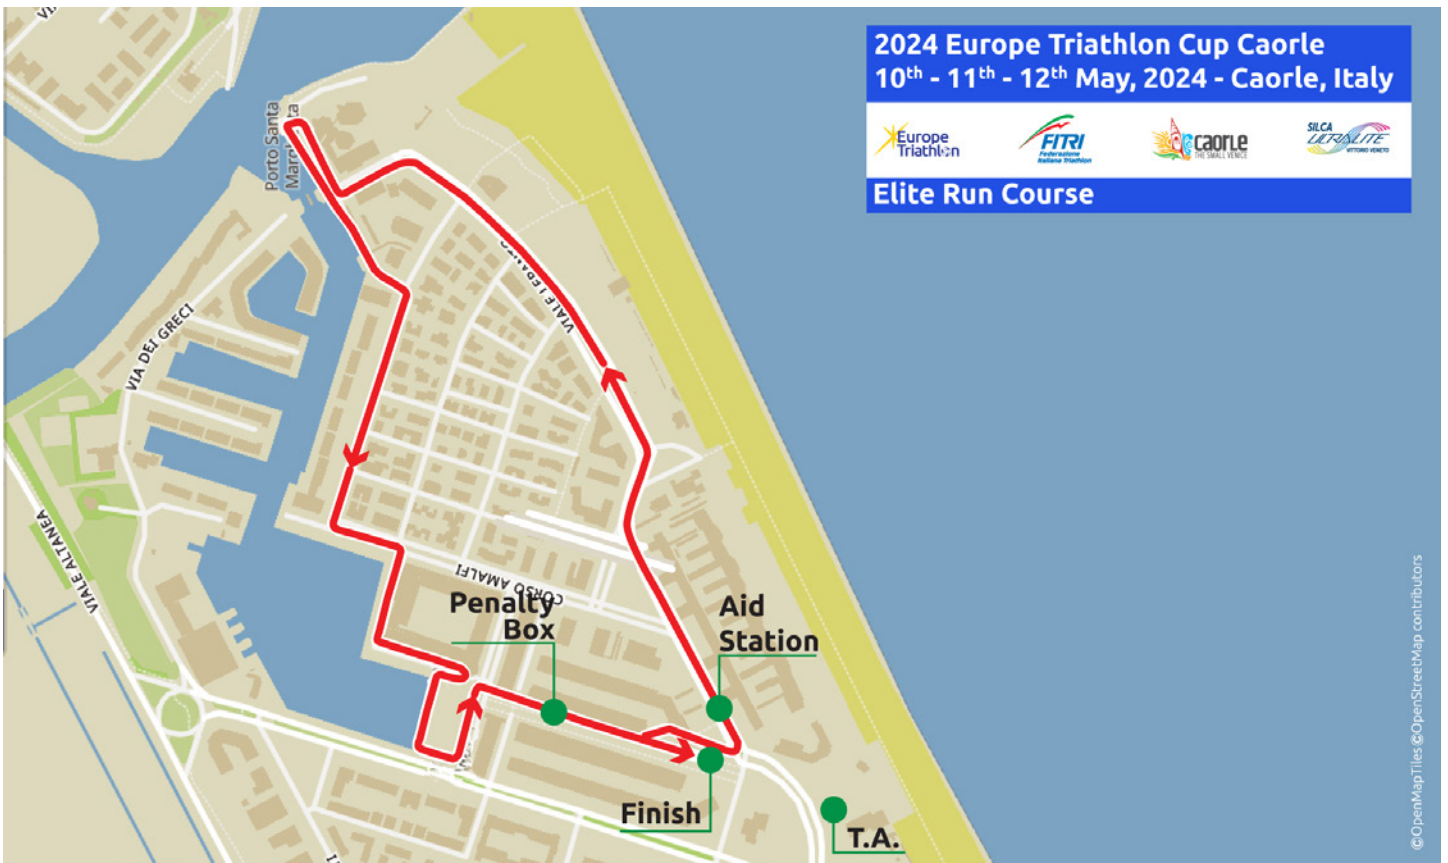 2024 Europe Triathlon Cup Caorle
10th - 11th - 12th May, 2024 - Caorle, Italy
Europe
Triathlon
FITRI
Federazione
Italiana Triathlon
caorle
THE SMALL VENICE
SILCA
ULTRALITE
VITTORIO VENETO
Elite Run Course
Porto Santa
VIA DEI GRECI
VIALE ALTANEA
CORSO AMALFI
Penalty
Box
Aid
Station
Finish
T.A.
©OpenMapTiles ©OpenStreetMap contributors